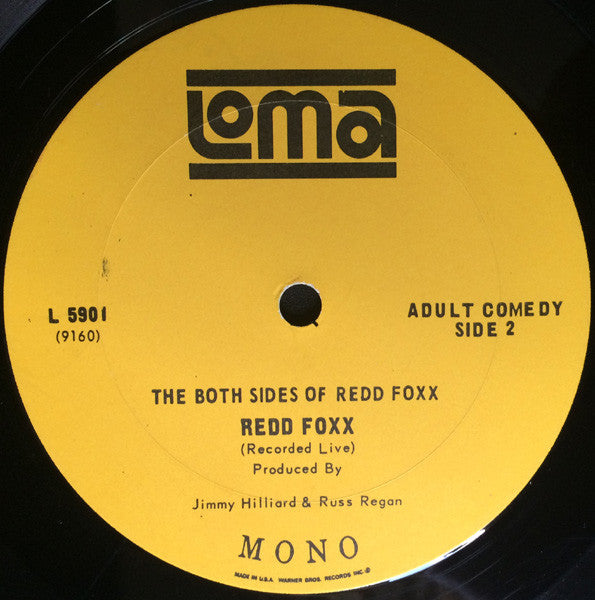 Loma
L 5901
(9160)
ADULT COMEDY
SIDE 2
THE BOTH SIDES OF REDD FOXX
REDD FOXX
(Recorded Live)
Produced By
Jimmy Hilliard & Russ Regan
MONO
MADE IN U.S.A. WARNER BROS. RECORDS INC. ®